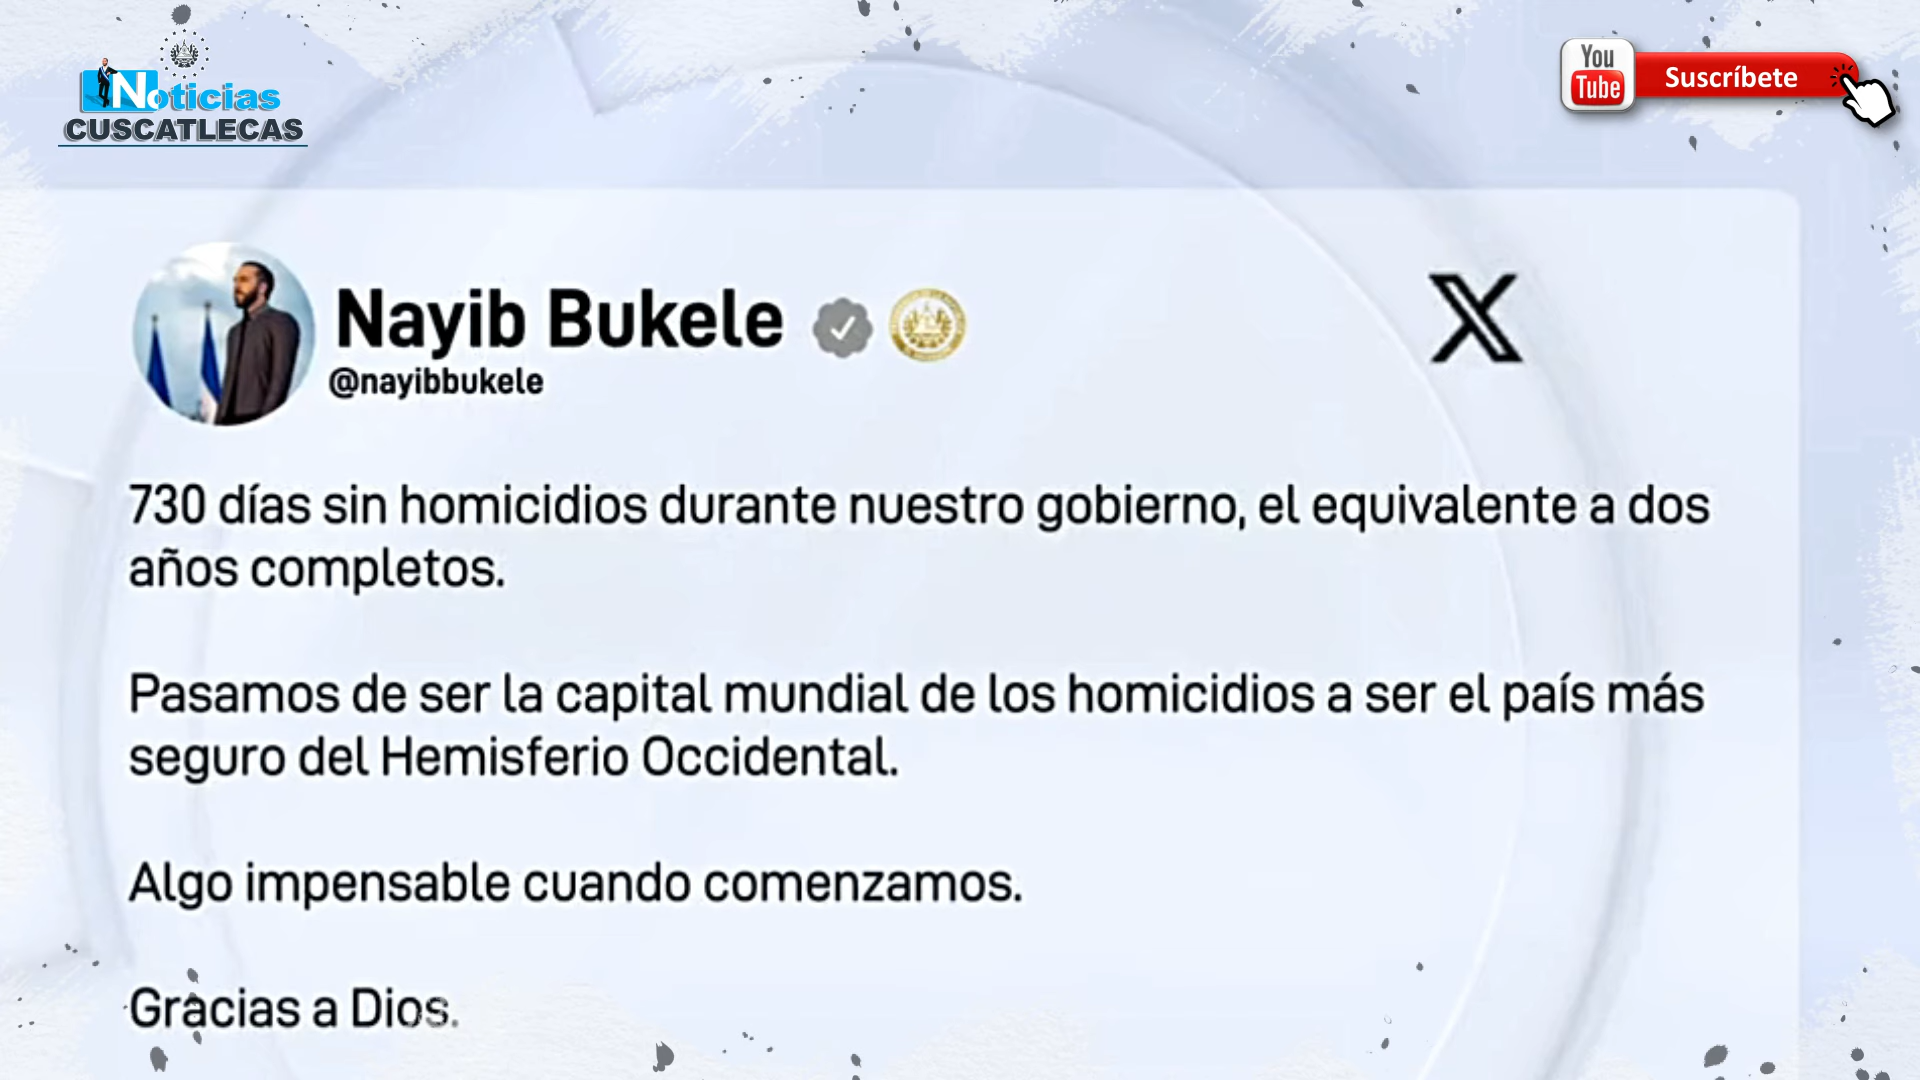 Noticias
CUSCATLECAS
You
Tube
Suscríbete
Nayib Bukele
@nayibbukele
730 días sin homicidios durante nuestro gobierno, el equivalente a dos
años completos.
Pasamos de ser la capital mundial de los homicidios a ser el país más
seguro del Hemisferio Occidental.
Algo impensable cuando comenzamos.
Gracias a Dios.